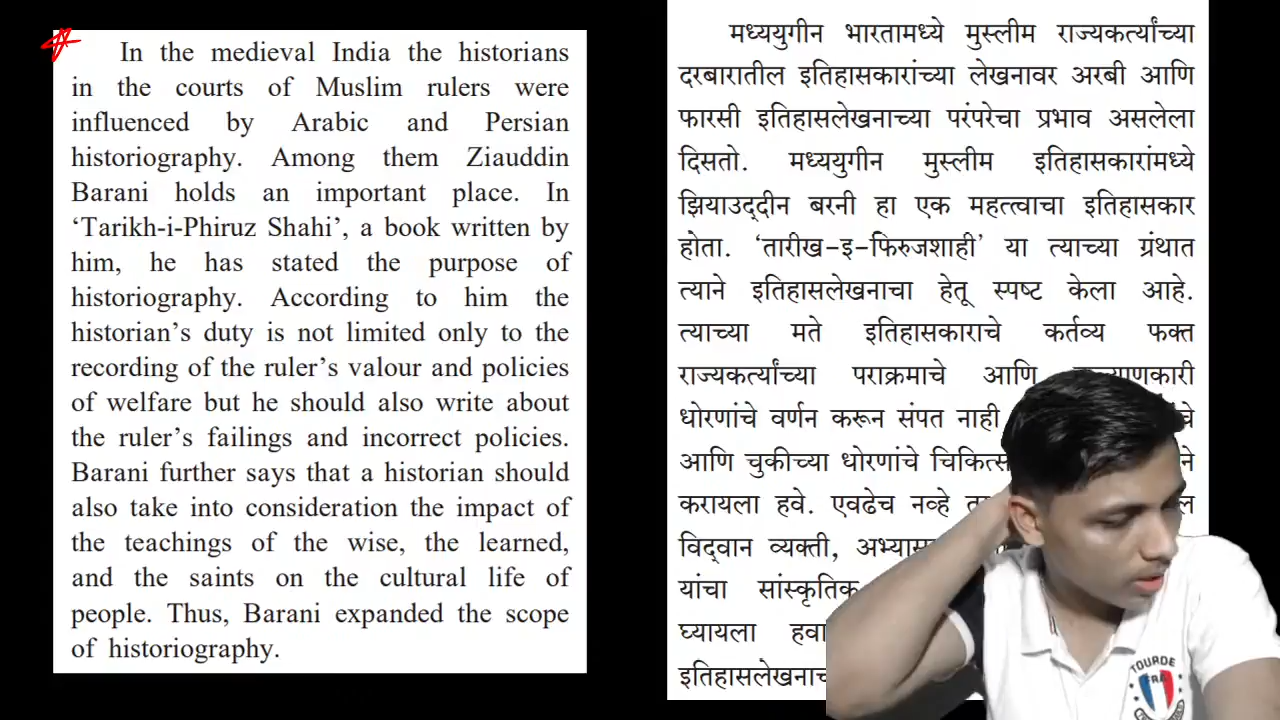 In the medieval India the historians
in the courts of Muslim rulers were
influenced by Arabic and Persian
historiography. Among them Ziauddin
Barani holds an important place. In
‘Tarikh-i-Phiruz Shahi’, a book written by
him, he has stated the purpose of
historiography. According to him the
historian’s duty is not limited only to the
recording of the ruler’s valour and policies
of welfare but he should also write about
the ruler’s failings and incorrect policies.
Barani further says that a historian should
also take into consideration the impact of
the teachings of the wise, the learned,
and the saints on the cultural life of
people. Thus, Barani expanded the scope
of historiography.
मध्ययुगीन भारतामध्ये मुस्लीम राज्यकर्त्यांच्या
दरबारातील इतिहासकारांच्या लेखनावर अरबी आणि
फारसी इतिहासलेखनाच्या परंपरेचा प्रभाव असलेला
दिसतो. मध्ययुगीन मुस्लीम इतिहासकारांमध्ये
झियाउद्‌दीन बरनी हा एक महत्त्वाचा इतिहासकार
होता. ‘तारीख-इ-फिरुजशाही’ या त्याच्या ग्रंथात
त्याने इतिहासलेखनाचा हेतू स्पष्ट केला आहे.
त्याच्या मते इतिहासकाराचे कर्तव्य फक्त
राज्यकर्त्यांच्या पराक्रमाचे आणि
धोरणांचे वर्णन करून संपत नाही
आणि चुकीच्या धोरणांचे
करायला हवे. एवढेच नव्हे
विद्‌वान व्यक्ती,
यांचा सांस्कृतिक
घ्यायला
TOURDE
FRA